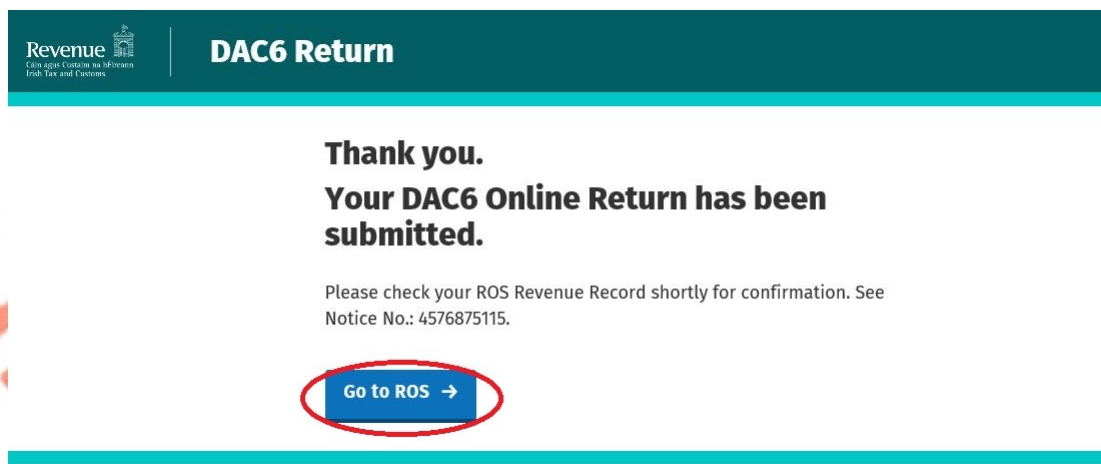 Revenue
Cáin agus Custaim na hÉireann
Irish Tax and Customs
DAC6 Return
Thank you.
Your DAC6 Online Return has been
submitted.
Please check your ROS Revenue Record shortly for confirmation. See
Notice No.: 4576875115.
Go to ROS →